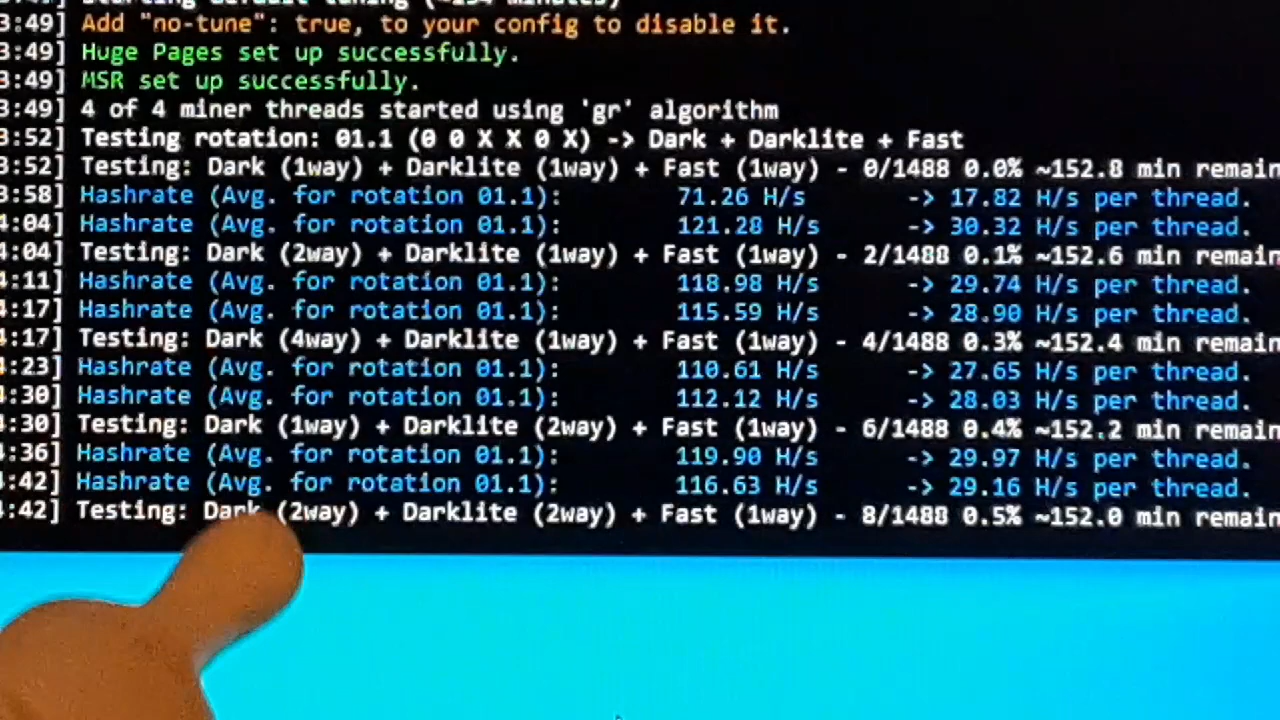 Starting default tuning
3:49] Add "no-tune": true, to your config to disable it.
3:49] Huge Pages set up successfully.
3:49] MSR set up successfully.
3:49] 4 of 4 miner threads started using 'gr' algorithm
3:52] Testing rotation: 01.1 (0 0 X X 0 X) -> Dark + Darklite + Fast
3:52] Testing: Dark (1way) + Darklite (1way) + Fast (1way) - 0/1488 0.0% ~152.8 min remain
3:58] Hashrate (Avg. for rotation 01.1): 71.26 H/s -> 17.82 H/s per thread.
4:04] Hashrate (Avg. for rotation 01.1): 121.28 H/s -> 30.32 H/s per thread.
4:04] Testing: Dark (2way) + Darklite (1way) + Fast (1way) - 2/1488 0.1% ~152.6 min remain
4:11] Hashrate (Avg. for rotation 01.1): 118.98 H/s -> 29.74 H/s per thread.
4:17] Hashrate (Avg. for rotation 01.1): 115.59 H/s -> 28.90 H/s per thread.
4:17] Testing: Dark (4way) + Darklite (1way) + Fast (1way) - 4/1488 0.3% ~152.4 min remain
4:23] Hashrate (Avg. for rotation 01.1): 110.61 H/s -> 27.65 H/s per thread.
4:30] Hashrate (Avg. for rotation 01.1): 112.12 H/s -> 28.03 H/s per thread.
4:30] Testing: Dark (1way) + Darklite (2way) + Fast (1way) - 6/1488 0.4% ~152.2 min remain
4:36] Hashrate (Avg. for rotation 01.1): 119.90 H/s -> 29.97 H/s per thread.
:42] Hashrate (Avg. for rotation 01.1): 116.63 H/s -> 29.16 H/s per thread.
:42] Testing: Dark (2way) + Darklite (2way) + Fast (1way) - 8/1488 0.5% ~152.0 min remain